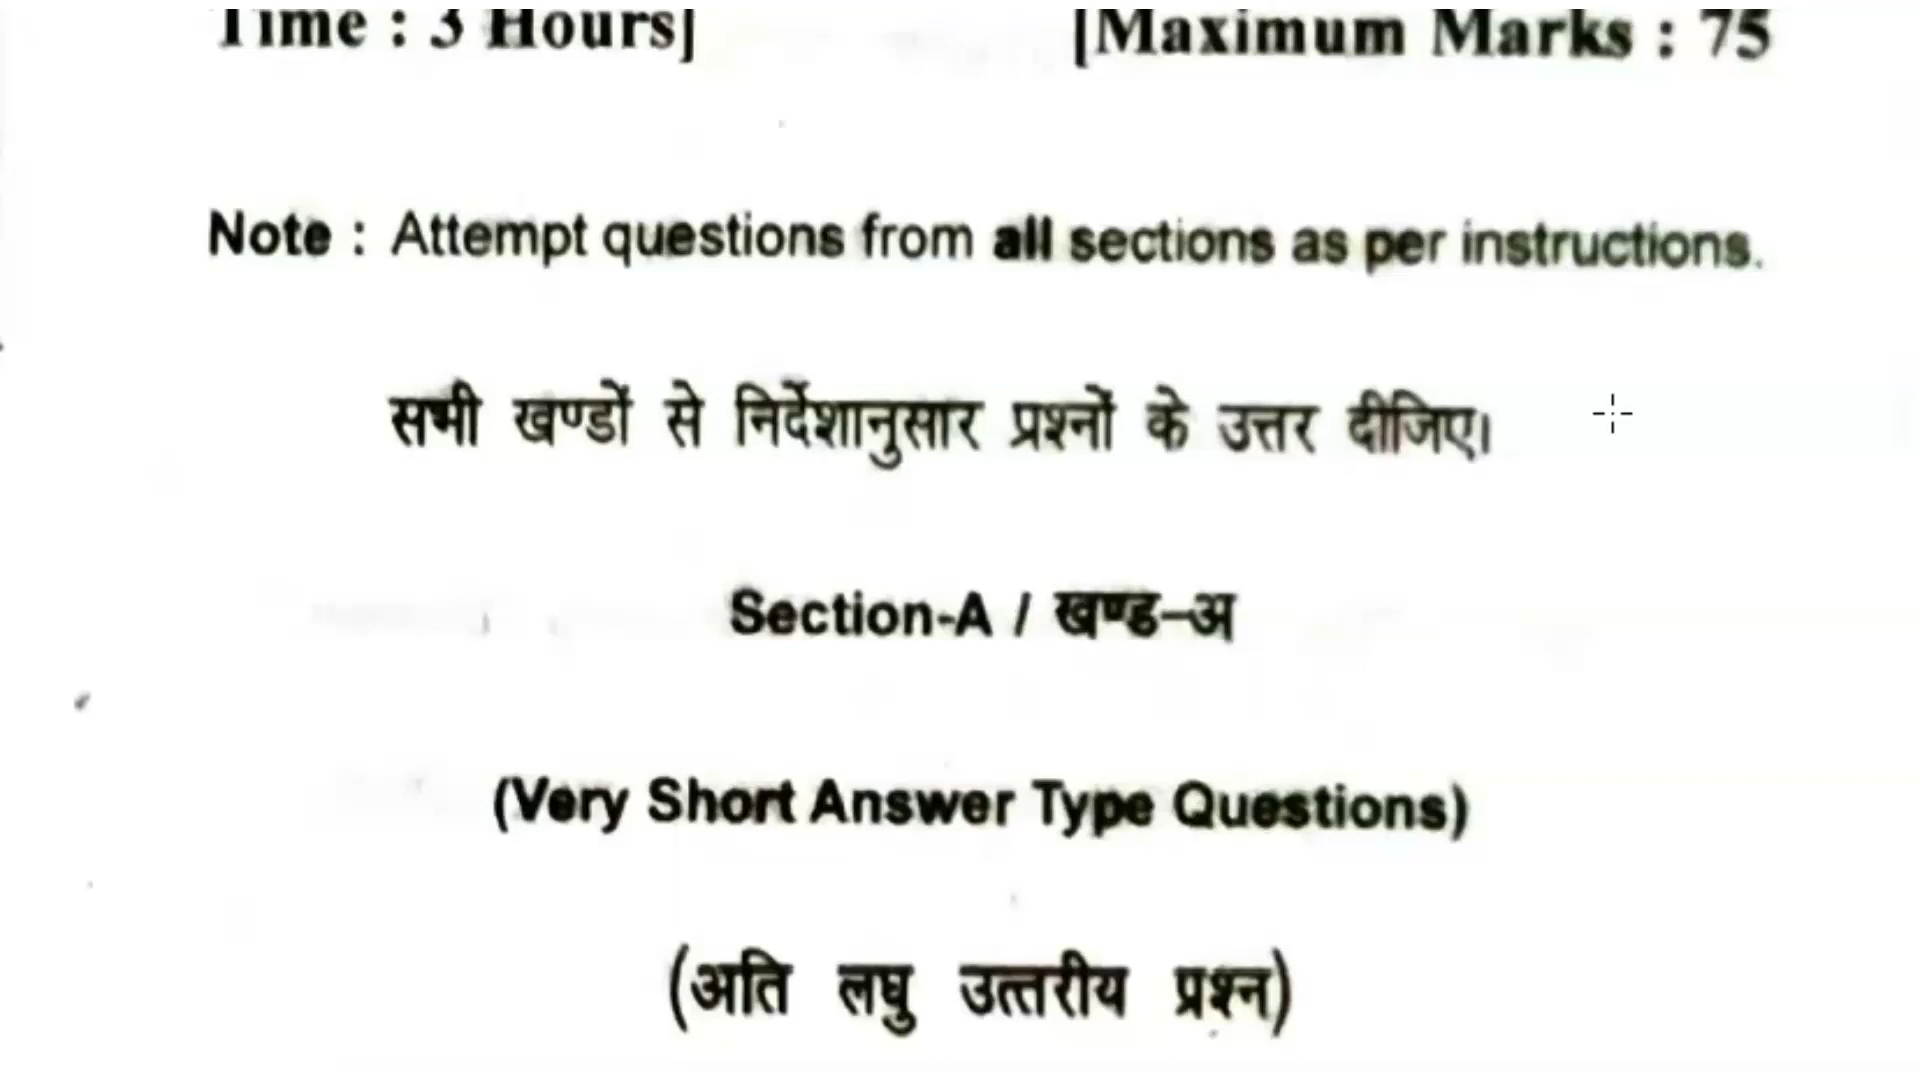 Time : 3 Hours] [Maximum Marks : 75
Note : Attempt questions from all sections as per instructions.
सभी खण्डों से निर्देशानुसार प्रश्नों के उत्तर दीजिए।
Section-A / खण्ड–अ
(Very Short Answer Type Questions)
(अति लघु उत्तरीय प्रश्न)